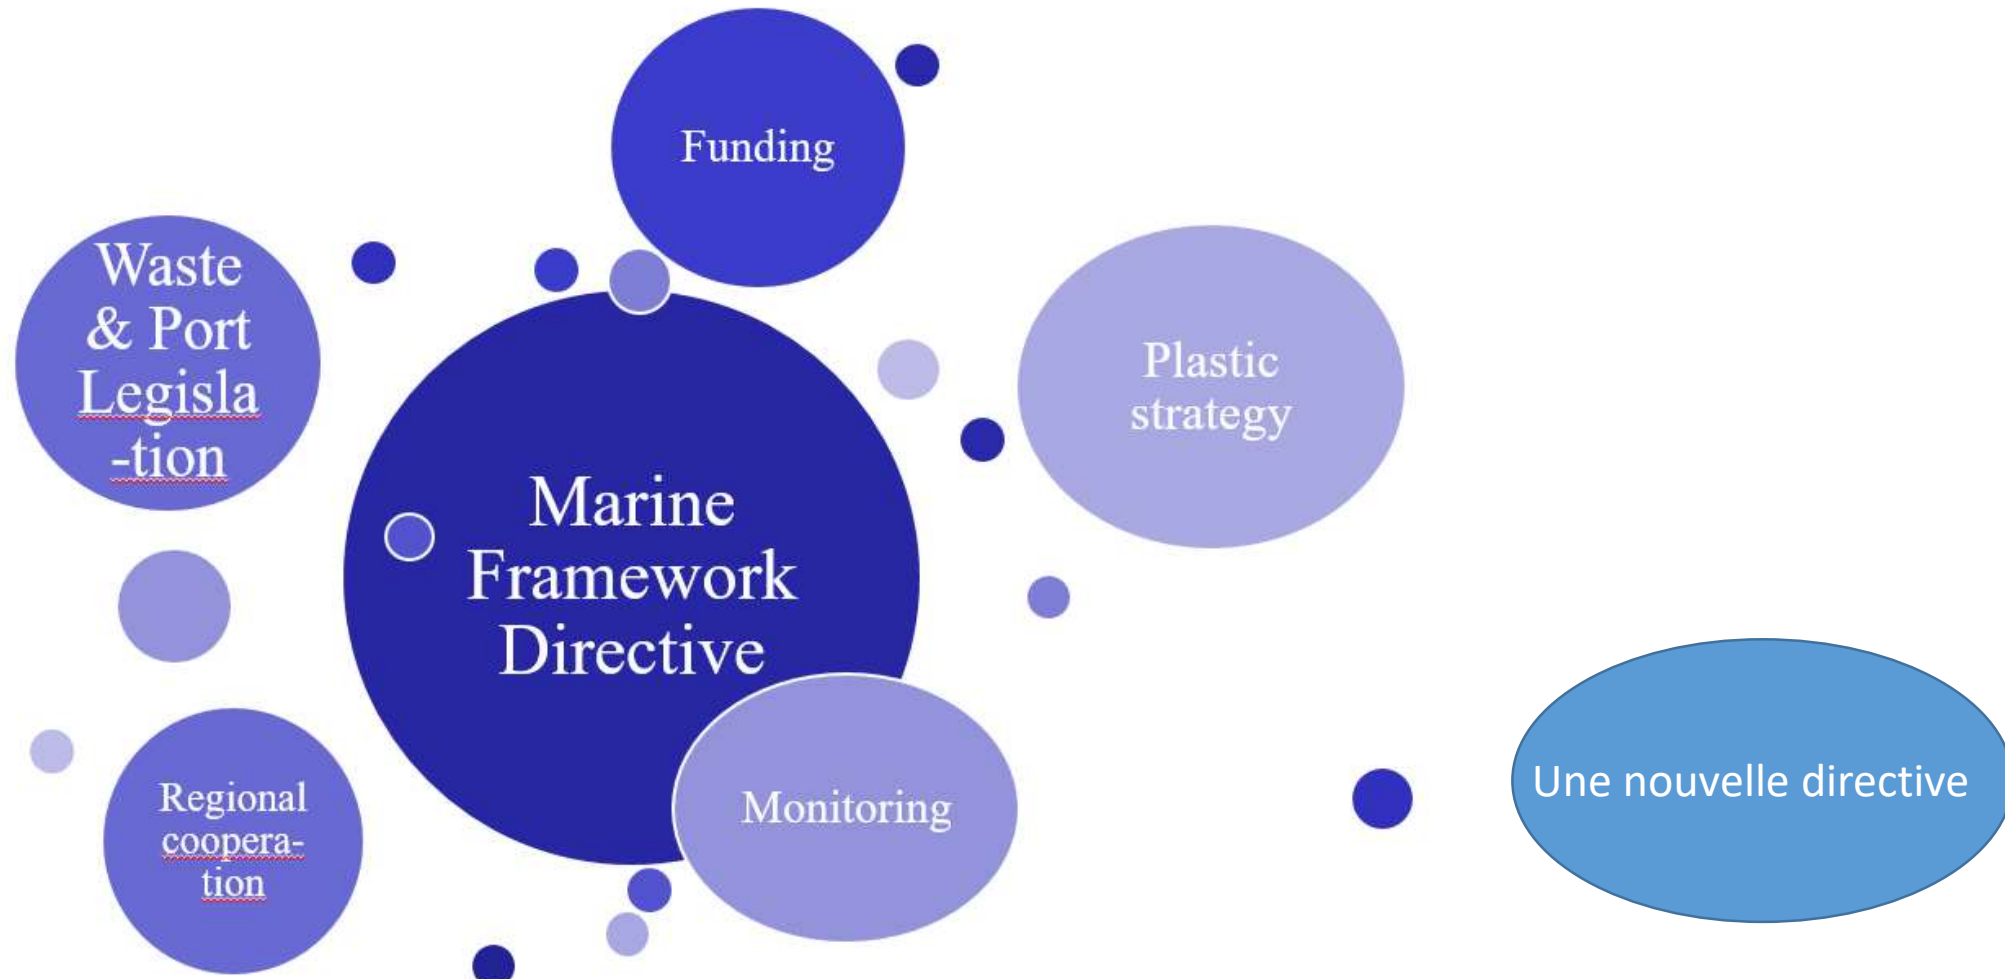 Funding
Waste
& Port
Legisla
-tion
Plastic
strategy
Marine
Framework
Directive
Regional
coopera-
tion
Monitoring
Une nouvelle directive